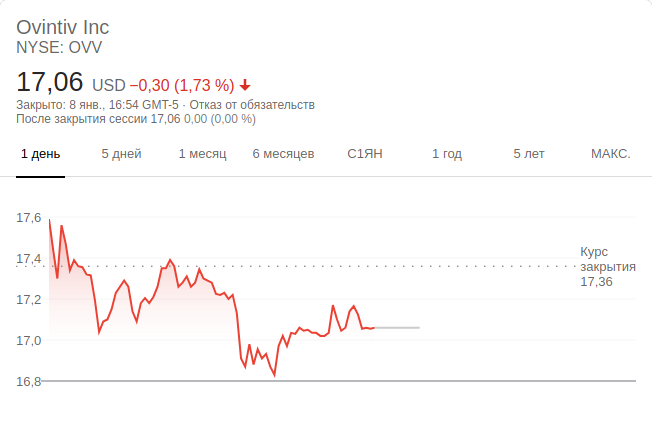 Ovintiv Inc
NYSE: OVV
17,06 USD −0,30 (1,73 %)
Закрыто: 8 янв., 16:54 GMT-5 · Отказ от обязательств
После закрытия сессии 17,06 0,00 (0,00 %)
1 день 5 дней 1 месяц 6 месяцев С1ЯН 1 год 5 лет МАКС.
17,6
17,4
17,2
17,0
16,8
Курс
закрытия
17,36